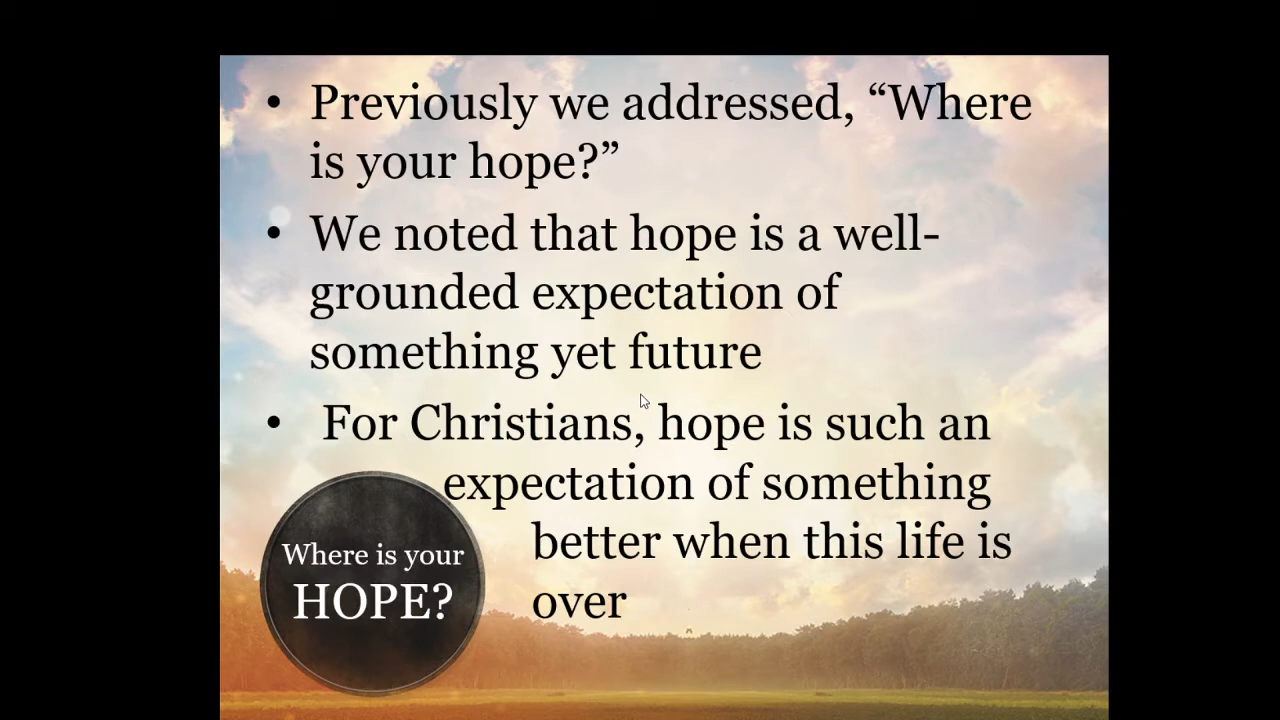 • Previously we addressed, “Where
is your hope?”
• We noted that hope is a well-
grounded expectation of
something yet future
• For Christians, hope is such an
expectation of something
better when this life is
over
Where is your
HOPE?